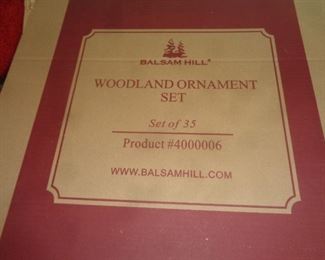 BALSAM HILL®
WOODLAND ORNAMENT
SET
Set of 35
Product #4000006
WWW.BALSAMHILL.COM